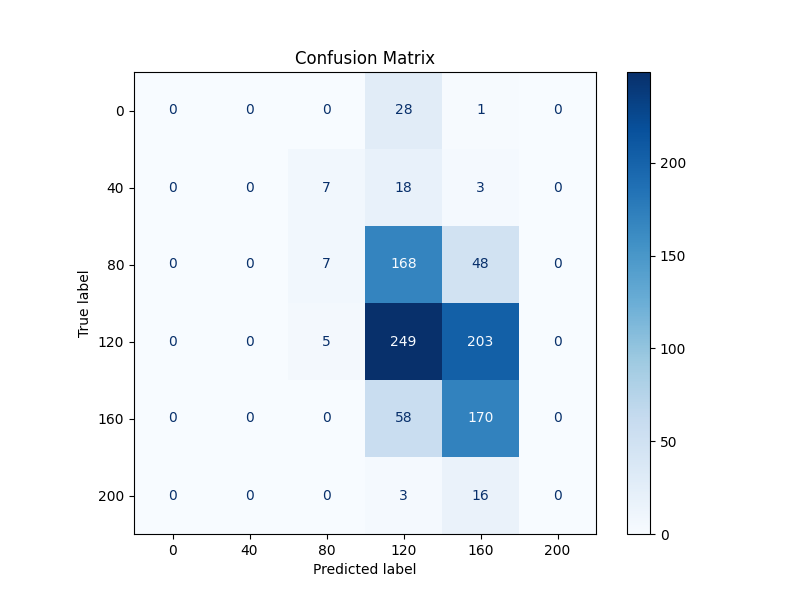 Confusion Matrix
0 0 0 0 28 1 0
40 0 0 7 18 3 0
80 0 0 7 168 48 0
120 0 0 5 249 203 0
160 0 0 0 58 170 0
200 0 0 0 3 16 0
0 40 80 120 160 200
Predicted label
True label
200
150
100
50
0